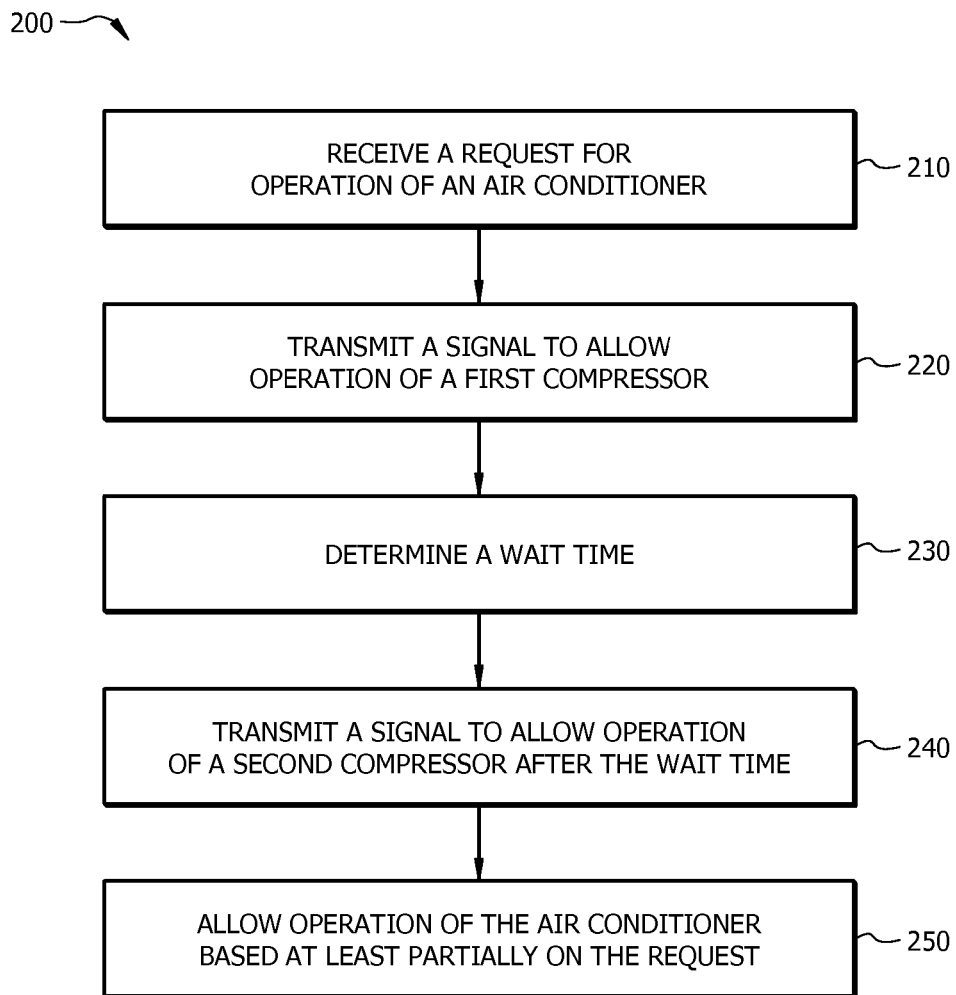 200
RECEIVE A REQUEST FOR
OPERATION OF AN AIR CONDITIONER
210
TRANSMIT A SIGNAL TO ALLOW
OPERATION OF A FIRST COMPRESSOR
220
DETERMINE A WAIT TIME
230
TRANSMIT A SIGNAL TO ALLOW OPERATION
OF A SECOND COMPRESSOR AFTER THE WAIT TIME
240
ALLOW OPERATION OF THE AIR CONDITIONER
BASED AT LEAST PARTIALLY ON THE REQUEST
250